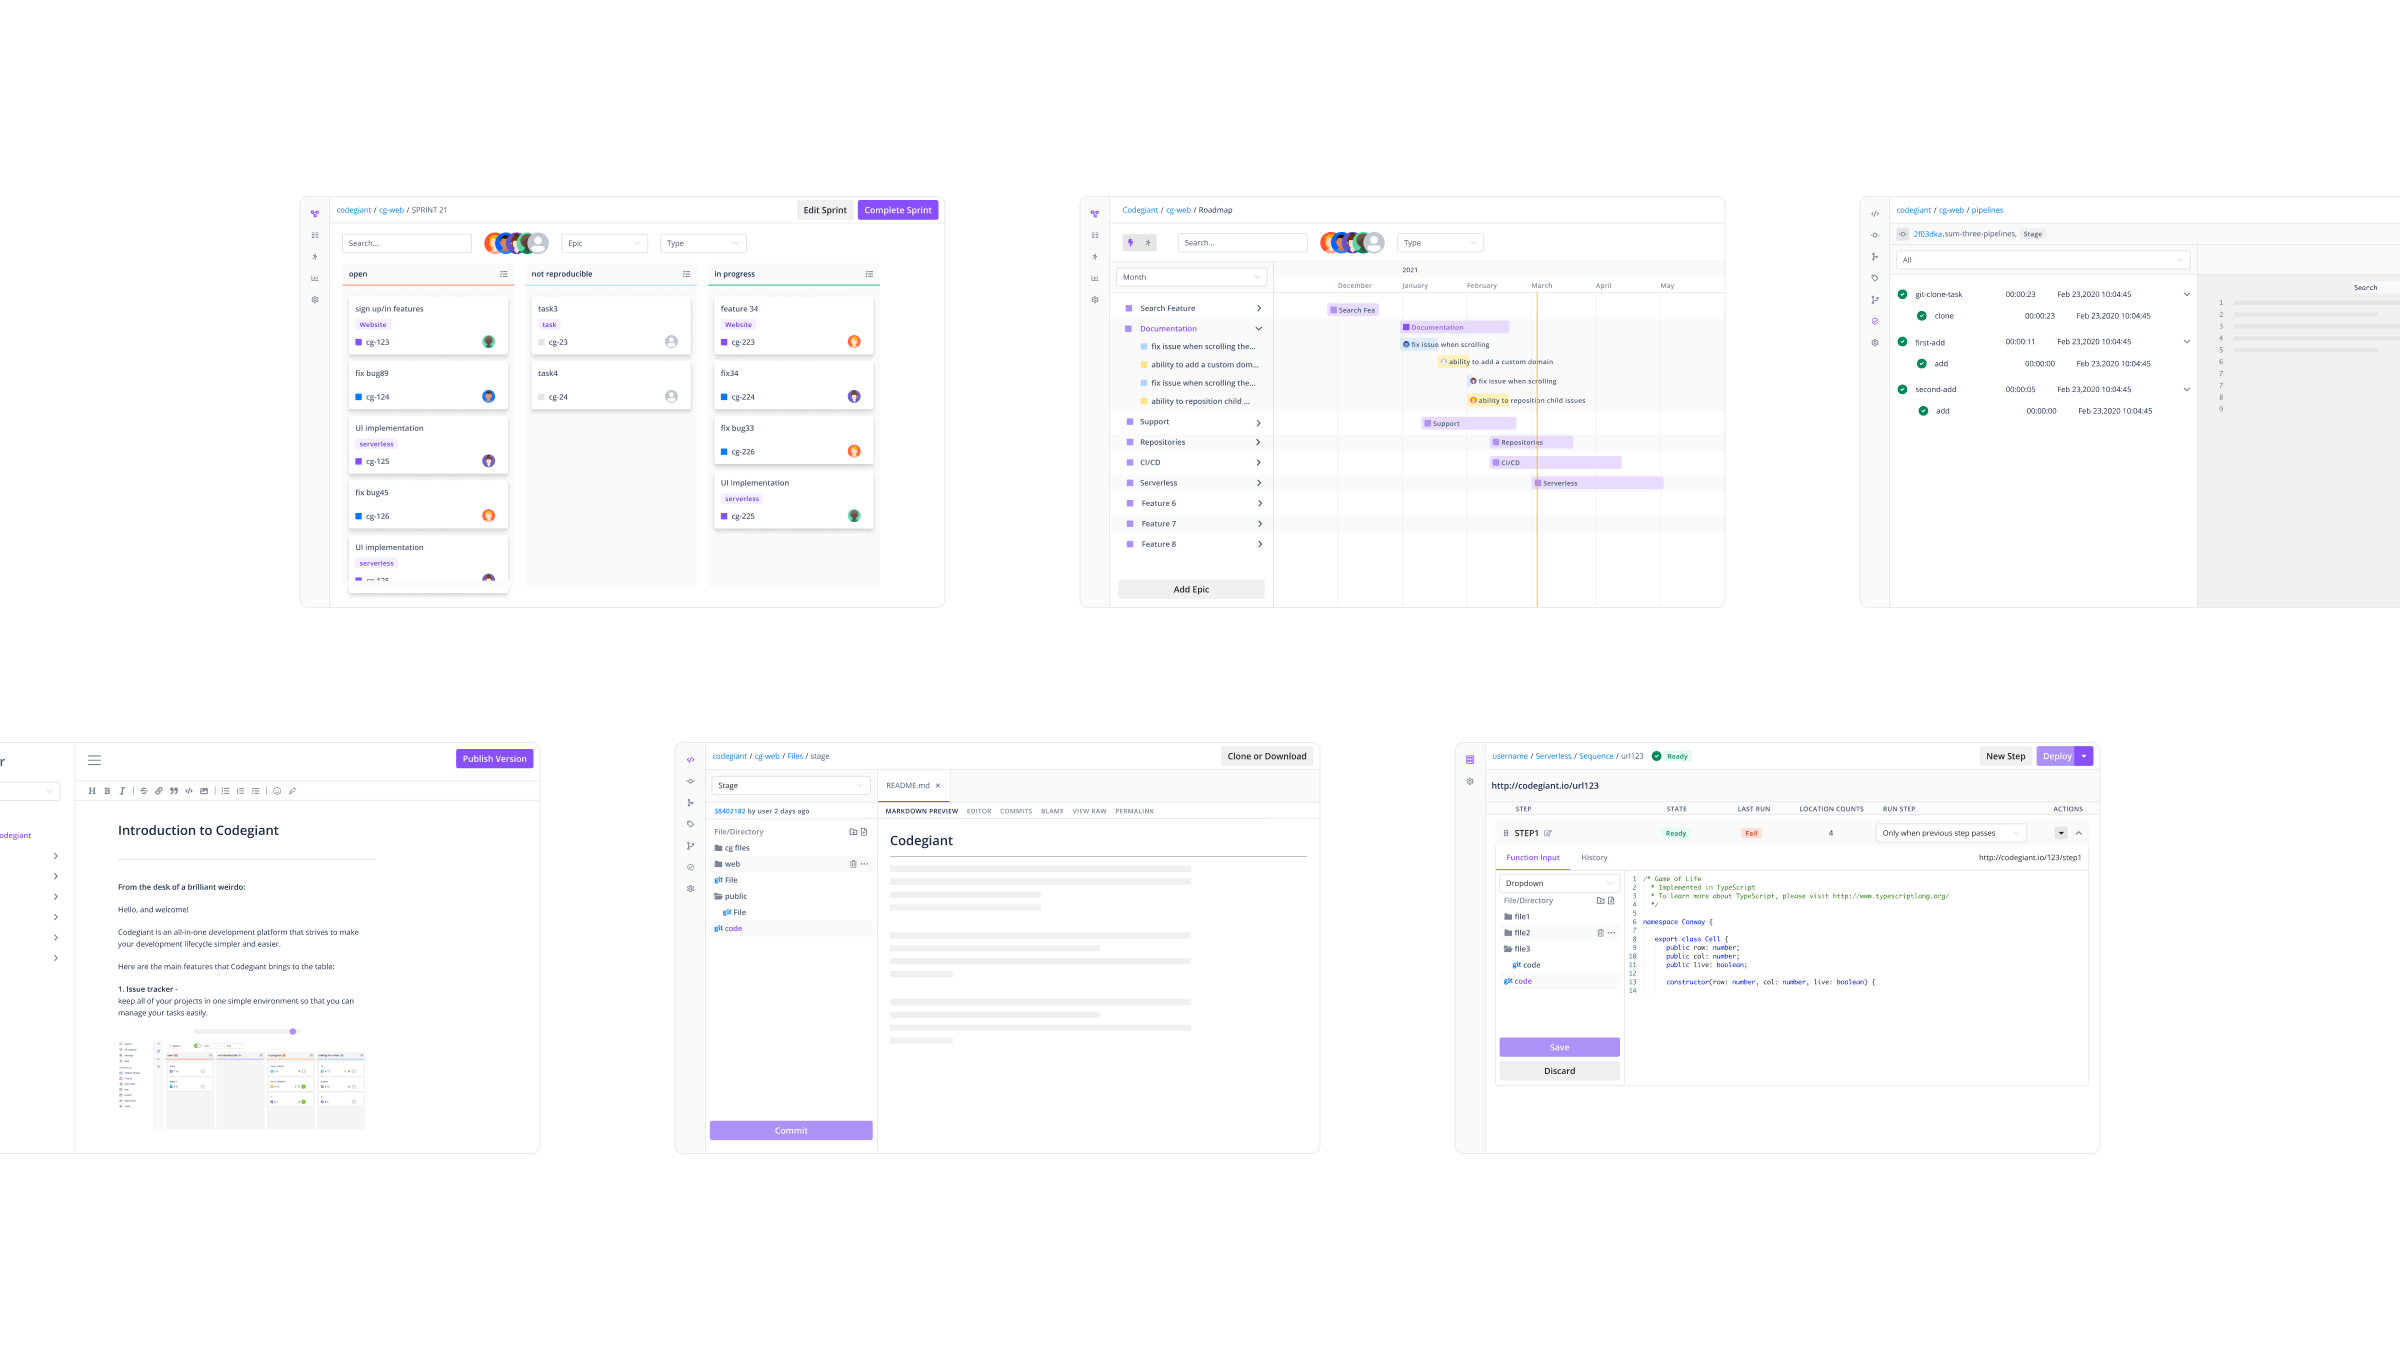 codegiant / cg-web / SPRINT 21
Edit Sprint
Complete Sprint
Search...
Epic
Type
open
sign up/in features
Website
cg-123
fix bug89
cg-124
UI implementation
serverless
cg-125
fix bug45
cg-126
UI implementation
serverless
cg-125
not reproducible
task3
task
cg-23
task4
cg-24
in progress
feature 34
Website
cg-223
fix34
cg-224
fix bug33
cg-226
UI implementation
serverless
cg-225
Codegiant / cg-web / Roadmap
Search...
Type
Month
2021
December January February March April May
Search Feature
Documentation
fix issue when scrolling the...
ability to add a custom dom...
fix issue when scrolling the...
ability to reposition child ...
Support
Repositories
CI/CD
Serverless
Feature 6
Feature 7
Feature 8
Add Epic
Search Fea
Documentation
fix issue when scrolling
ability to add a custom domain
fix issue when scrolling
ability to reposition child issues
Support
Repositories
CI/CD
Serverless
codegiant / cg-web / pipelines
2f03dka,sum-three-pipelines, Stage
All
git-clone-task 00:00:23 Feb 23,2020 10:04:45
clone 00:00:23 Feb 23,2020 10:04:45
first-add 00:00:11 Feb 23,2020 10:04:45
add 00:00:00 Feb 23,2020 10:04:45
second-add 00:00:05 Feb 23,2020 10:04:45
add 00:00:00 Feb 23,2020 10:04:45
Search
1
2
3
4
5
6
7
7
8
9
r
odegiant
Publish Version
H B I S
Introduction to Codegiant
From the desk of a brilliant weirdo:
Hello, and welcome!
Codegiant is an all-in-one development platform that strives to make
your development lifecycle simpler and easier.
Here are the main features that Codegiant brings to the table:
1. Issue tracker -
keep all of your projects in one simple environment so that you can
manage your tasks easily.
codegiant / cg-web / Files / stage
Clone or Download
Stage
38402182 by user 2 days ago
File/Directory
cg files
web
git File
public
git File
git code
Commit
README.md ×
MARKDOWN PREVIEW EDITOR COMMITS BLAME VIEW RAW PERMALINK
Codegiant
username / Serverless / Sequence / url123 Ready
New Step
Deploy
http://codegiant.io/url123
STEP STATE LAST RUN LOCATION COUNTS RUN STEP ACTIONS
STEP1 Ready Fail 4 Only when previous step passes
Function Input History http://codegiant.io/123/step1
Dropdown
File/Directory
file1
file2
file3
git code
git code
Save
Discard
1 /* Game of Life
2 * Implemented in TypeScript
3 * To learn more about TypeScript, please visit http://www.typescriptlang.org/
4 */
5
6 namespace Conway {
7
8 export class Cell {
9 public row: number;
10 public col: number;
11 public live: boolean;
12
13 constructor(row: number, col: number, live: boolean) {
14